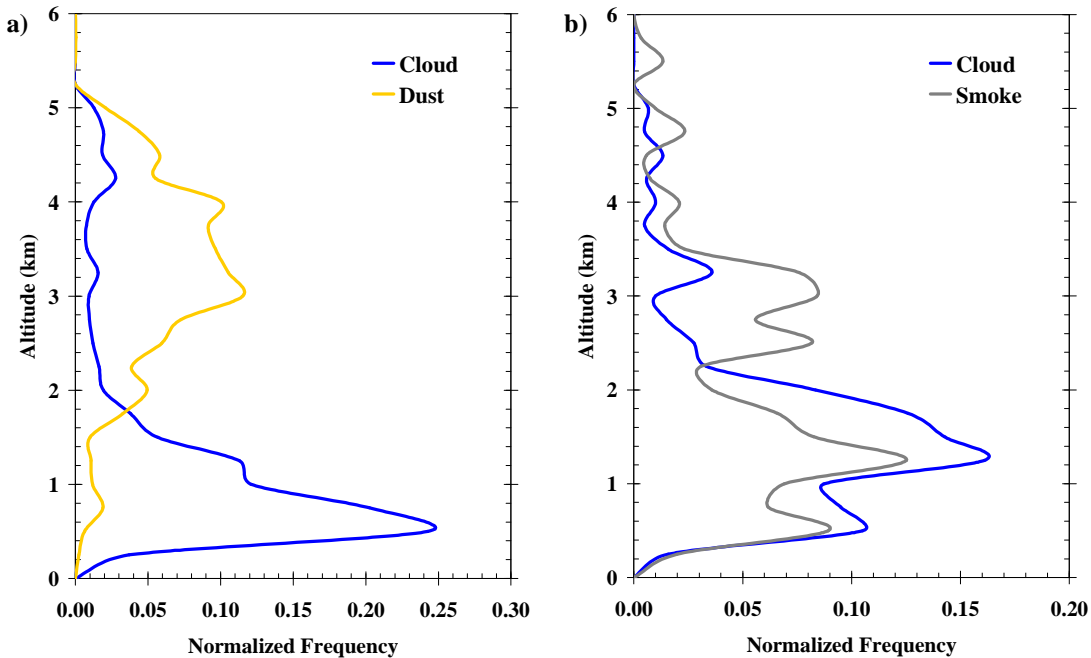 a)
Cloud
Dust
Altitude (km)
6
5
4
3
2
1
0
0.00 0.05 0.10 0.15 0.20 0.25 0.30
Normalized Frequency
b)
Cloud
Smoke
Altitude (km)
6
5
4
3
2
1
0
0.00 0.05 0.10 0.15 0.20
Normalized Frequency